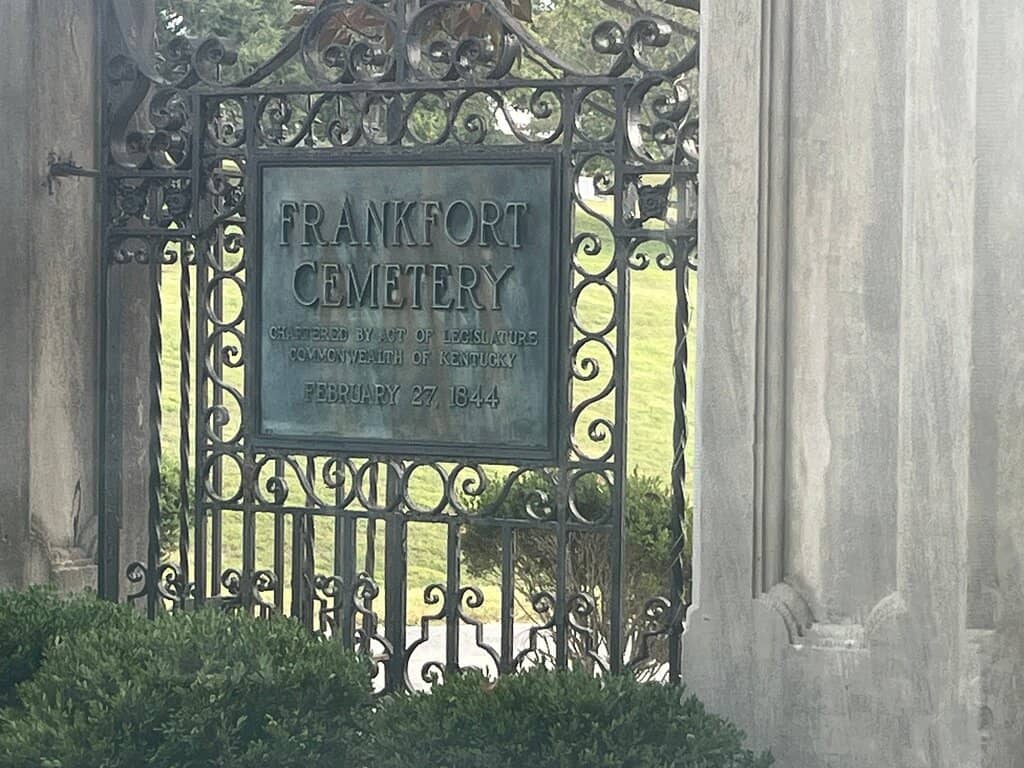 FRANKFORT
CEMETERY
CHARTERED BY ACT OF LEGISLATURE
COMMONWEALTH OF KENTUCKY
FEBRUARY 27, 1844